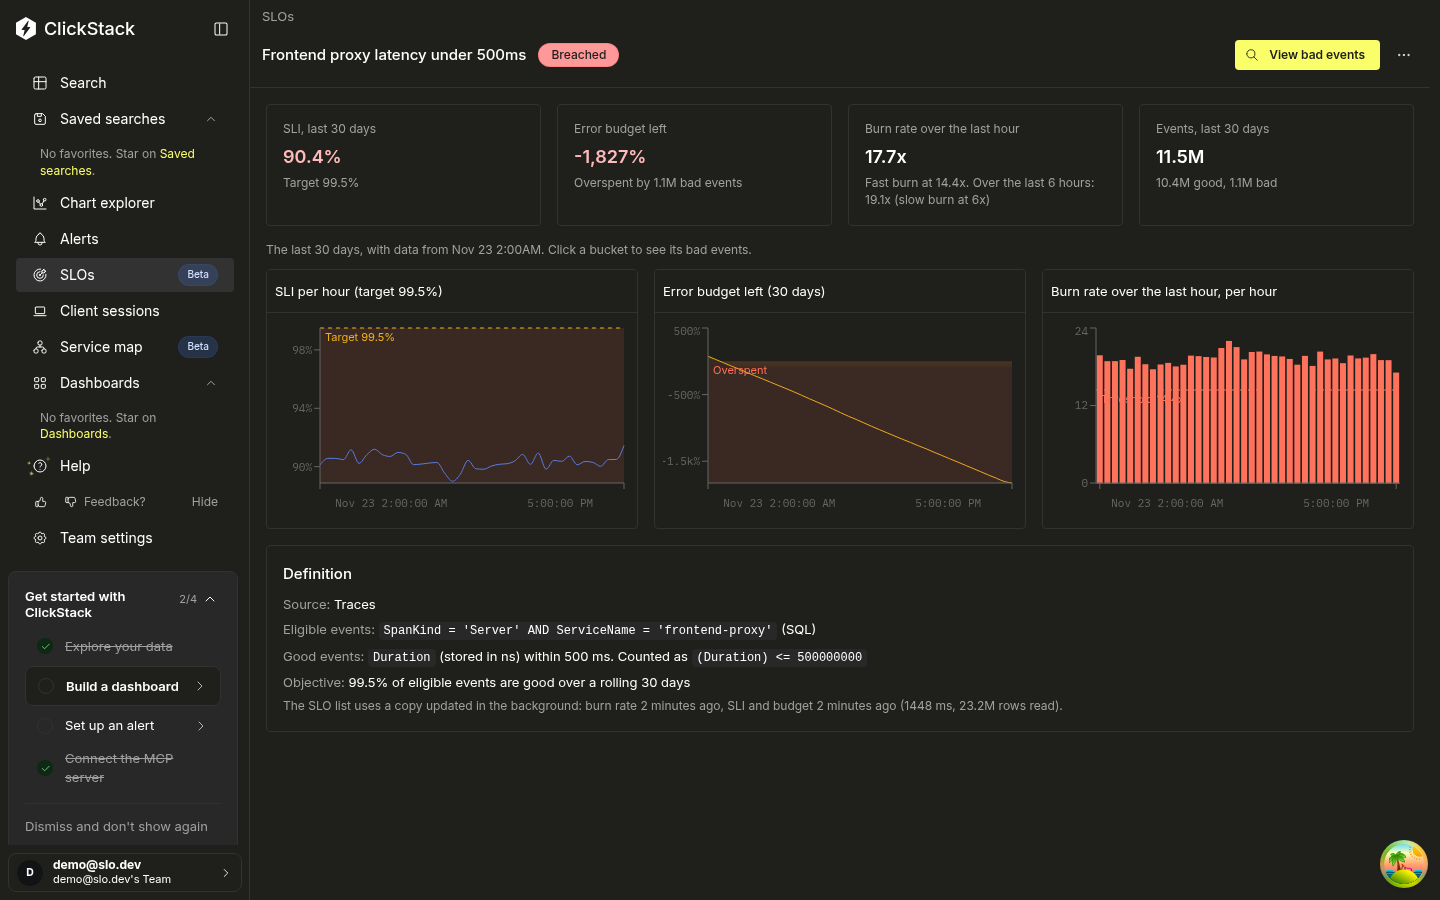 ClickStack
Search
Saved searches
No favorites. Star on Saved
searches.
Chart explorer
Alerts
SLOs
Beta
Client sessions
Service map
Beta
Dashboards
No favorites. Star on
Dashboards.
Help
Feedback?
Hide
Team settings
Get started with
ClickStack
2/4
Explore your data
Build a dashboard
Set up an alert
Connect the MCP
server
Dismiss and don't show again
D
demo@slo.dev
demo@slo.dev's Team
SLOs
Frontend proxy latency under 500ms
Breached
View bad events
SLI, last 30 days
90.4%
Target 99.5%
Error budget left
-1,827%
Overspent by 1.1M bad events
Burn rate over the last hour
17.7x
Fast burn at 14.4x. Over the last 6 hours:
19.1x (slow burn at 6x)
Events, last 30 days
11.5M
10.4M good, 1.1M bad
The last 30 days, with data from Nov 23 2:00AM. Click a bucket to see its bad events.
SLI per hour (target 99.5%)
Target 99.5%
98%
94%
90%
Nov 23 2:00:00 AM
5:00:00 PM
Error budget left (30 days)
500%
Overspent
-500%
-1.5k%
Nov 23 2:00:00 AM
5:00:00 PM
Burn rate over the last hour, per hour
24
12
0
Nov 23 2:00:00 AM
5:00:00 PM
Definition
Source: Traces
Eligible events: SpanKind = 'Server' AND ServiceName = 'frontend-proxy' (SQL)
Good events: Duration (stored in ns) within 500 ms. Counted as (Duration) <= 500000000
Objective: 99.5% of eligible events are good over a rolling 30 days
The SLO list uses a copy updated in the background: burn rate 2 minutes ago, SLI and budget 2 minutes ago (1448 ms, 23.2M rows read).